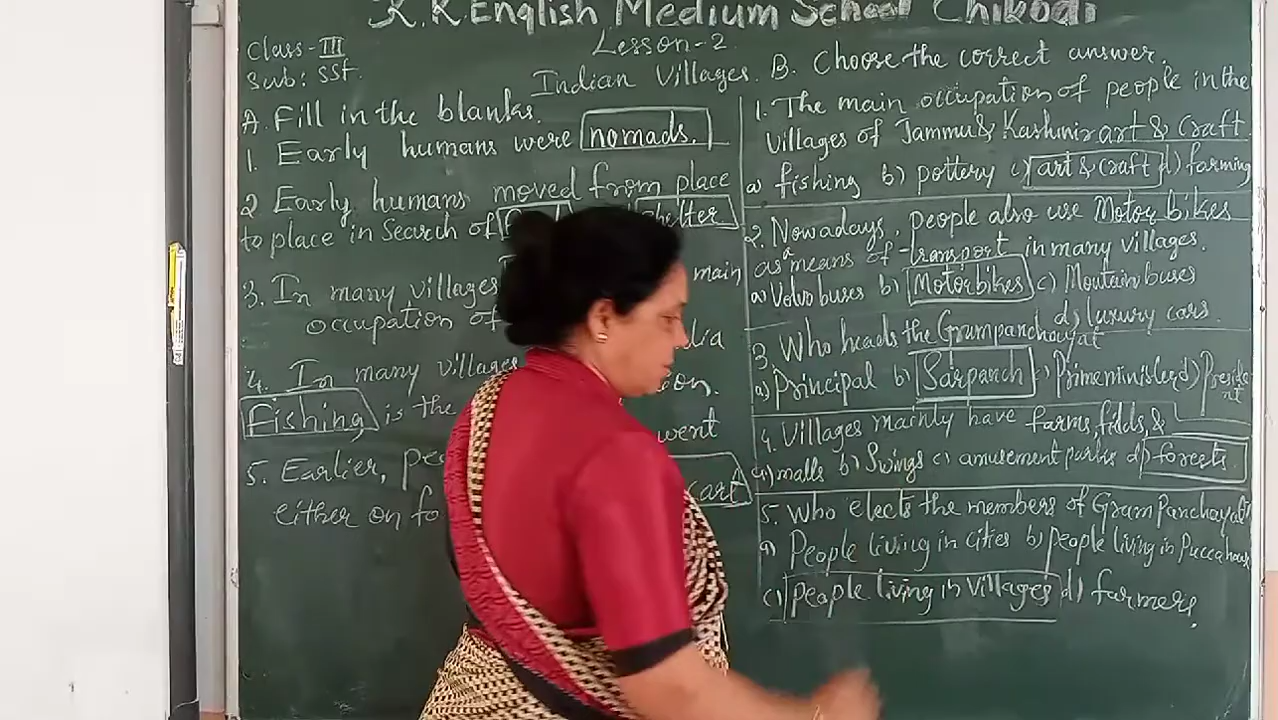 K.K.English Medium School Chikodi
Class-III
Lesson-2
Sub: SSt.
Indian Villages.
A. Fill in the blanks.
1. Early humans were nomads.
2 Early humans moved from place
to place in Search of shelter
3. In many villages main
occupation of
4. In many villages
Fishing is the
went
5. Earlier,
either on cart
B. Choose the correct answer.
1. The main occupation of people in the
Villages of Jammu & Kashmir art & craft
a) fishing b) pottery c) art & craft d) farming
2. Nowadays, people also use Motor bikes
as a means of transport in many villages.
a) Volvo buses b) Motorbikes c) Mountain buses
d) luxury cars.
3. Who heads the Grampanchayat
a) Principal b) Sarpanch c) Primeminister d) President
4. Villages mainly have farms, filds, &
a) malls b) Swings c) amusement parks d) forests.
5. Who elects the members of Gram Panchayat
a) People living in cities b) People living in Pucca
c) People living in villages d) farmers.